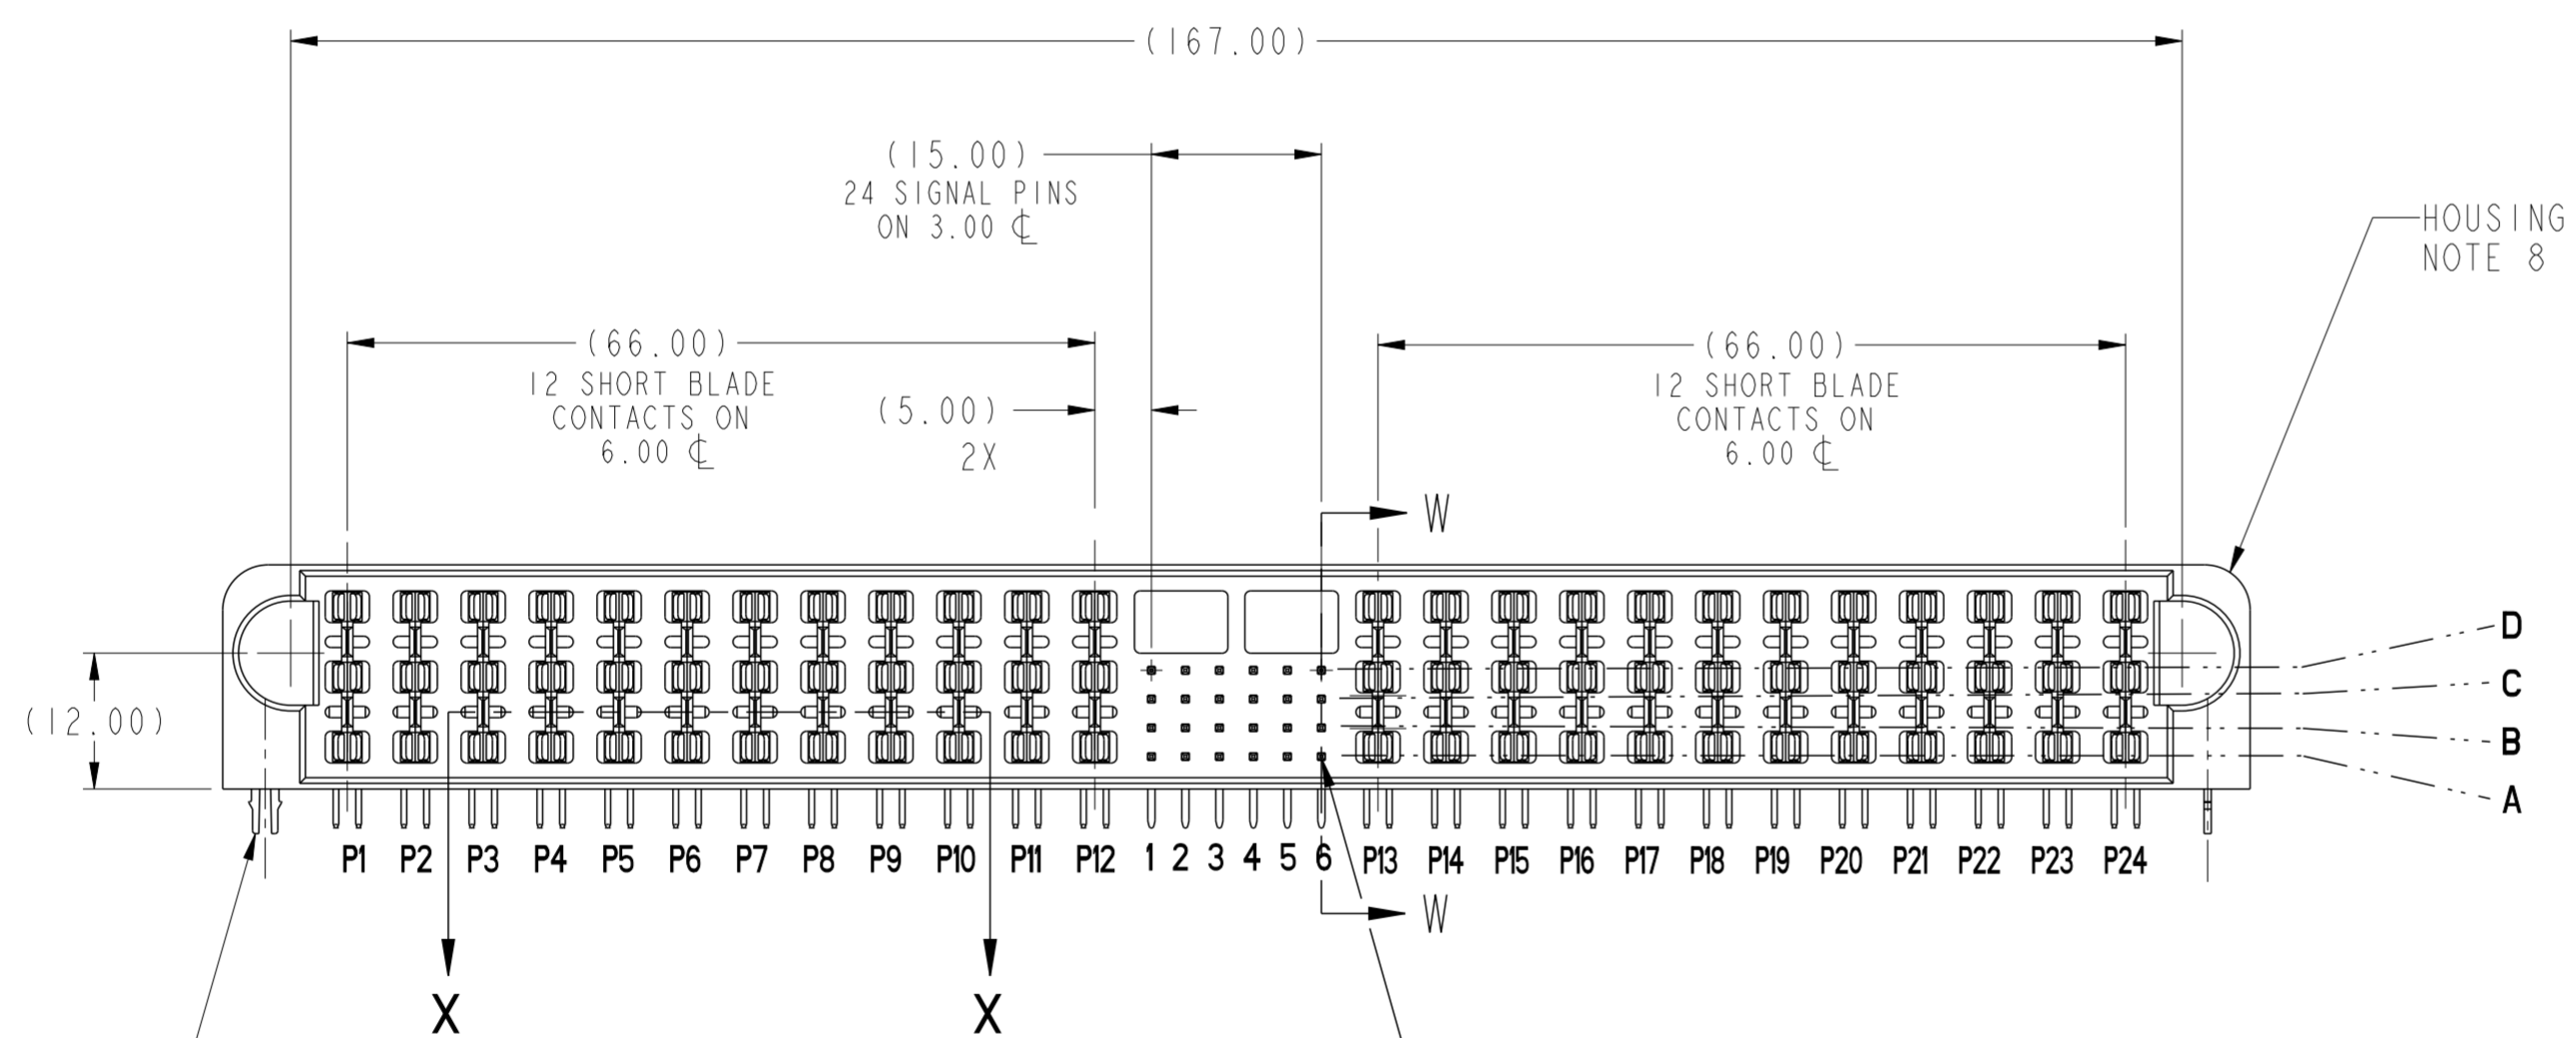 (167.00)
(15.00)
24 SIGNAL PINS
ON 3.00 ℄
HOUSING
NOTE 8
(66.00)
12 SHORT BLADE
CONTACTS ON
6.00 ℄
(5.00)
2X
(66.00)
12 SHORT BLADE
CONTACTS ON
6.00 ℄
W
D
C
(12.00)
B
A
P1 P2 P3 P4 P5 P6 P7 P8 P9 P10 P11 P12 1 2 3 4 5 6 P13 P14 P15 P16 P17 P18 P19 P20 P21 P22 P23 P24
W
X X